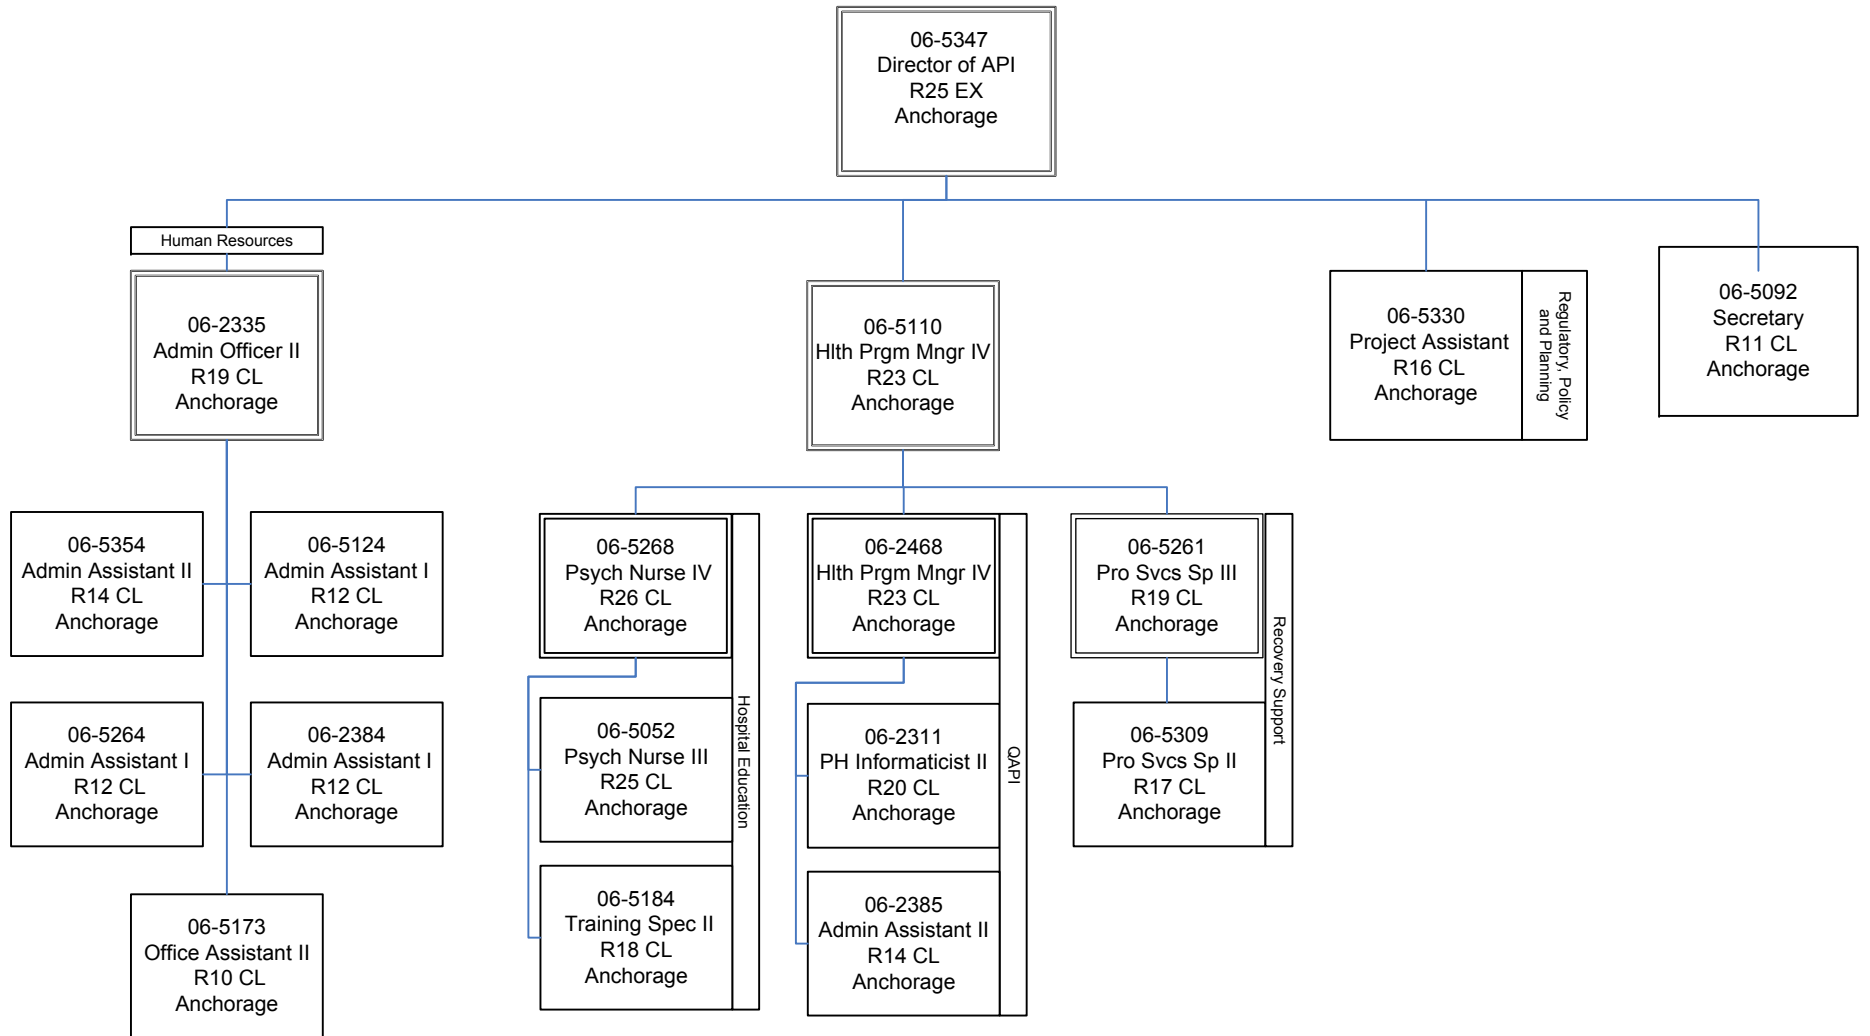 06-5347
Director of API
R25 EX
Anchorage
Human Resources
06-2335
Admin Officer II
R19 CL
Anchorage
06-5110
Hlth Prgm Mngr IV
R23 CL
Anchorage
06-5330
Project Assistant
R16 CL
Anchorage
Regulatory, Policy
and Planning
06-5092
Secretary
R11 CL
Anchorage
06-5354
Admin Assistant II
R14 CL
Anchorage
06-5124
Admin Assistant I
R12 CL
Anchorage
06-5264
Admin Assistant I
R12 CL
Anchorage
06-2384
Admin Assistant I
R12 CL
Anchorage
06-5173
Office Assistant II
R10 CL
Anchorage
06-5268
Psych Nurse IV
R26 CL
Anchorage
06-5052
Psych Nurse III
R25 CL
Anchorage
06-5184
Training Spec II
R18 CL
Anchorage
Hospital Education
06-2468
Hlth Prgm Mngr IV
R23 CL
Anchorage
06-2311
PH Informaticist II
R20 CL
Anchorage
06-2385
Admin Assistant II
R14 CL
Anchorage
QAPI
06-5261
Pro Svcs Sp III
R19 CL
Anchorage
06-5309
Pro Svcs Sp II
R17 CL
Anchorage
Recovery Support